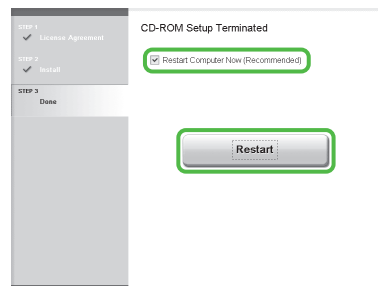 STEP 1
License Agreement
STEP 2
Install
STEP 3
Done
CD-ROM Setup Terminated
Restart Computer Now (Recommended)
Restart